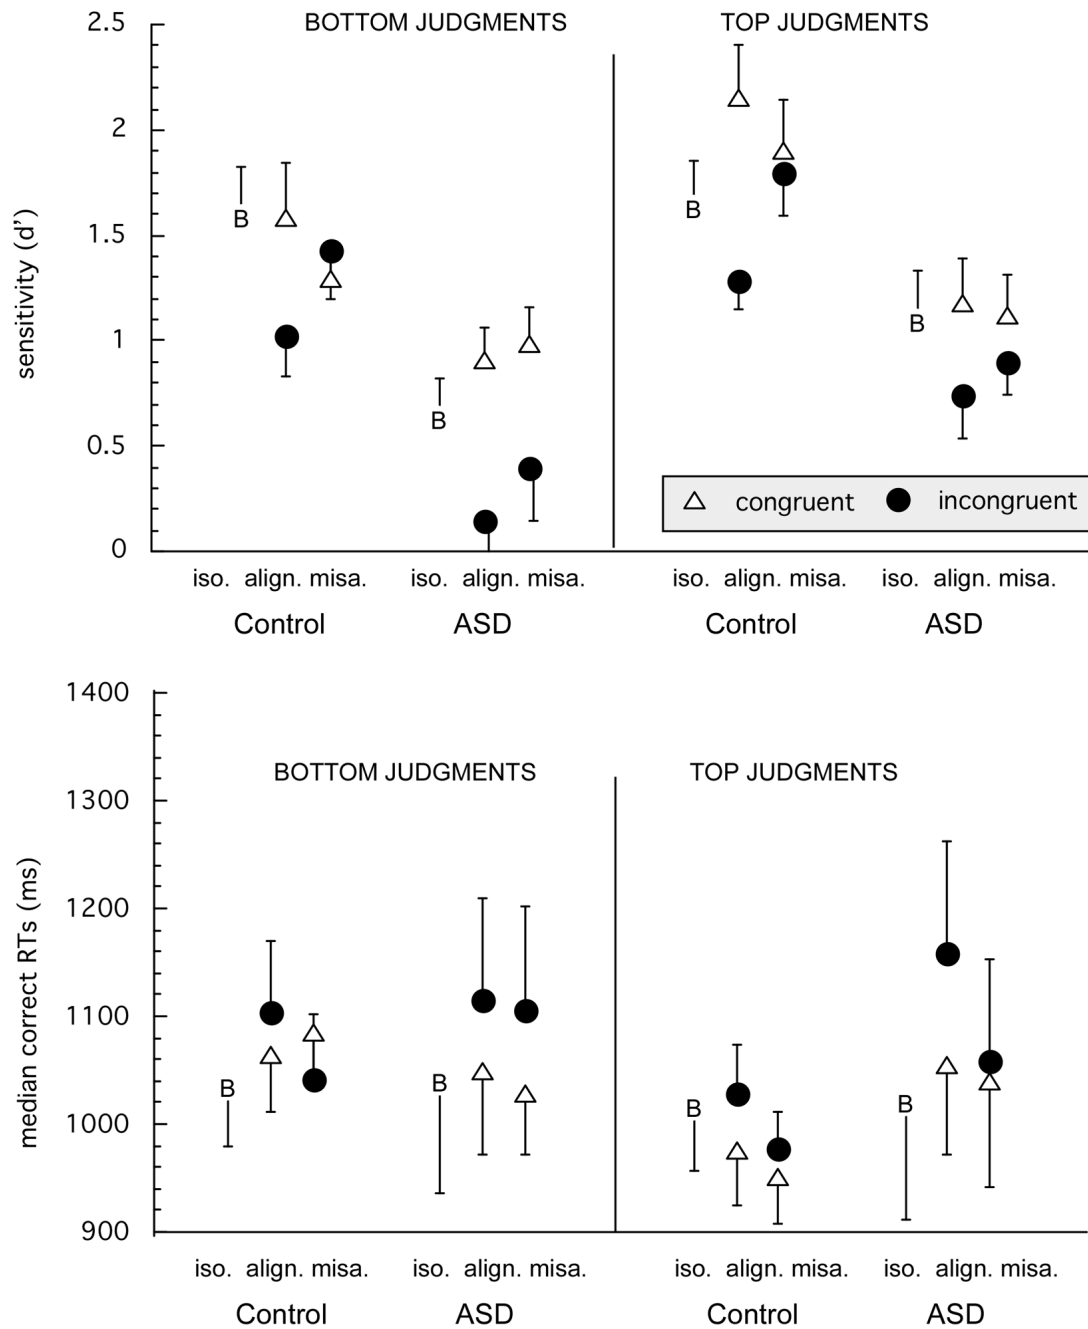 BOTTOM JUDGMENTS TOP JUDGMENTS
sensitivity (d')
2.5
2
1.5
1
0.5
0
B
B
B
B
congruent incongruent
iso. align. misa. iso. align. misa. iso. align. misa. iso. align. misa.
Control ASD Control ASD
BOTTOM JUDGMENTS TOP JUDGMENTS
median correct RTs (ms)
1400
1300
1200
1100
1000
900
B
B
B
B
iso. align. misa. iso. align. misa. iso. align. misa. iso. align. misa.
Control ASD Control ASD